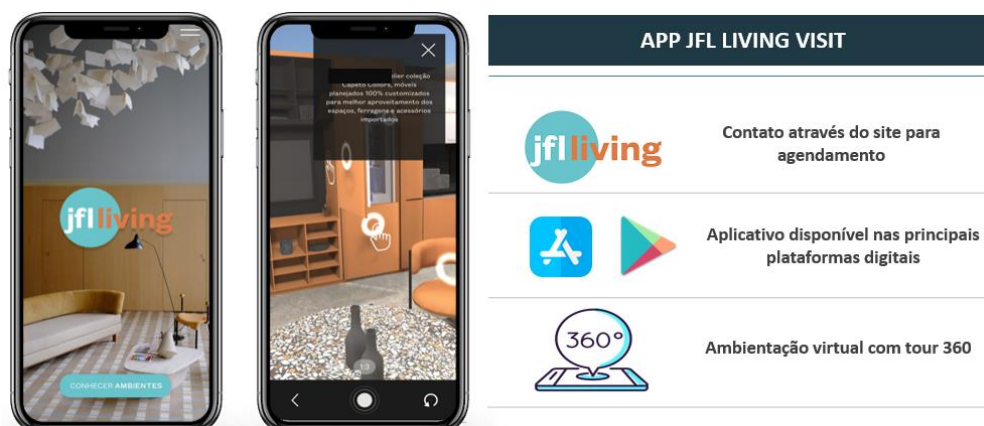 jfl living
CONHECER AMBIENTES
coleção
Capeto Collors, móveis
planejados 100% customizados
para melhor aproveitamento dos
espaços, ferragens e acessórios
importados
APP JFL LIVING VISIT
jfl living
Contato através do site para
agendamento
Aplicativo disponível nas principais
plataformas digitais
360°
Ambientação virtual com tour 360